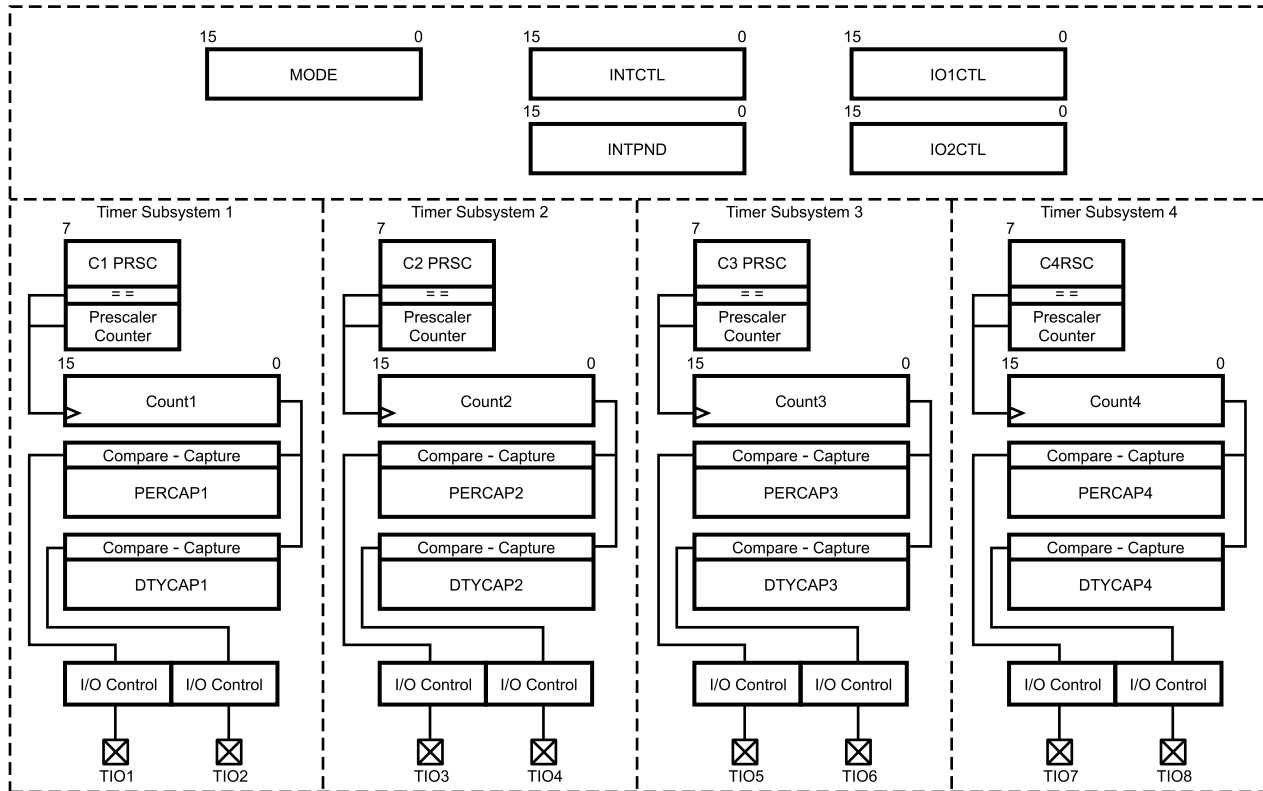 15 0 15 0 15 0
MODE INTCTL IO1CTL
15 0 15 0
INTPND IO2CTL
Timer Subsystem 1 Timer Subsystem 2 Timer Subsystem 3 Timer Subsystem 4
7 7 7 7
C1 PRSC C2 PRSC C3 PRSC C4RSC
= = = = = = = =
Prescaler Prescaler Prescaler Prescaler
Counter Counter Counter Counter
15 0 15 0 15 0 15 0
Count1 Count2 Count3 Count4
Compare - Capture Compare - Capture Compare - Capture Compare - Capture
PERCAP1 PERCAP2 PERCAP3 PERCAP4
Compare - Capture Compare - Capture Compare - Capture Compare - Capture
DTYCAP1 DTYCAP2 DTYCAP3 DTYCAP4
I/O Control I/O Control I/O Control I/O Control I/O Control I/O Control I/O Control I/O Control
TIO1 TIO2 TIO3 TIO4 TIO5 TIO6 TIO7 TIO8